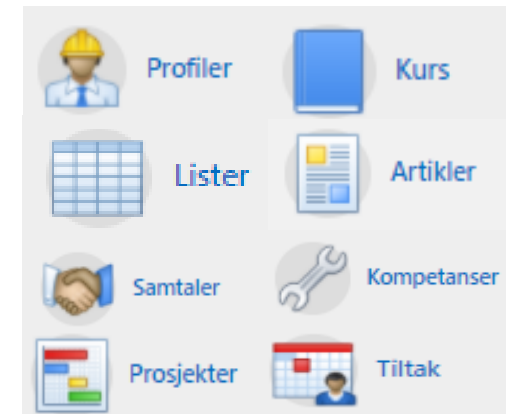 Profiler
Kurs
Lister
Artikler
Samtaler
Kompetanser
Prosjekter
Tiltak